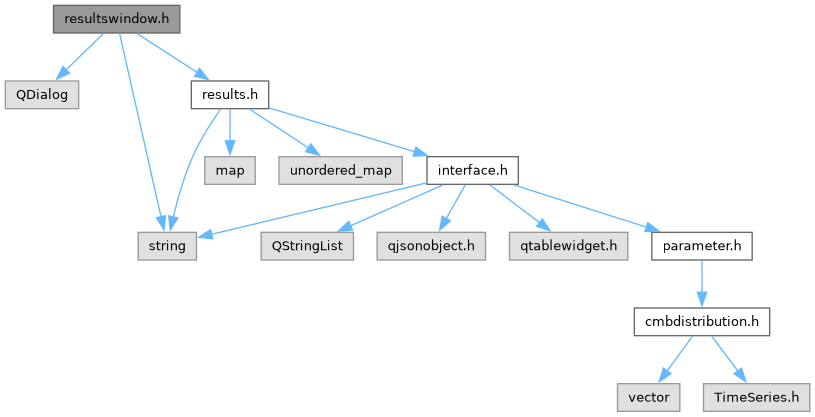 resultswindow.h
QDialog
results.h
map
unordered_map
interface.h
string
QStringList
qjsonobject.h
qtablewidget.h
parameter.h
cmbdistribution.h
vector
TimeSeries.h